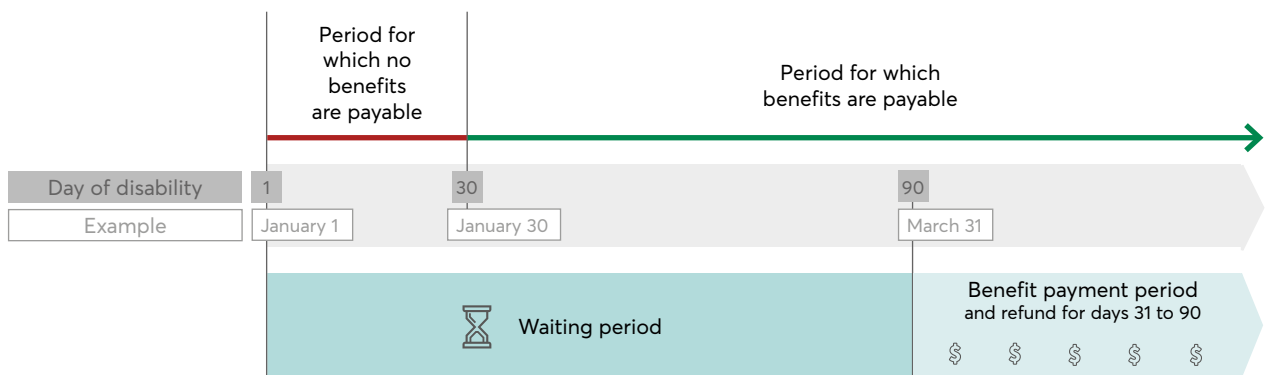 Period for
which no
benefits
are payable
Period for which
benefits are payable
Day of disability
1
30
90
Example
January 1
January 30
March 31
Waiting period
Benefit payment period
and refund for days 31 to 90
$ $ $ $ $